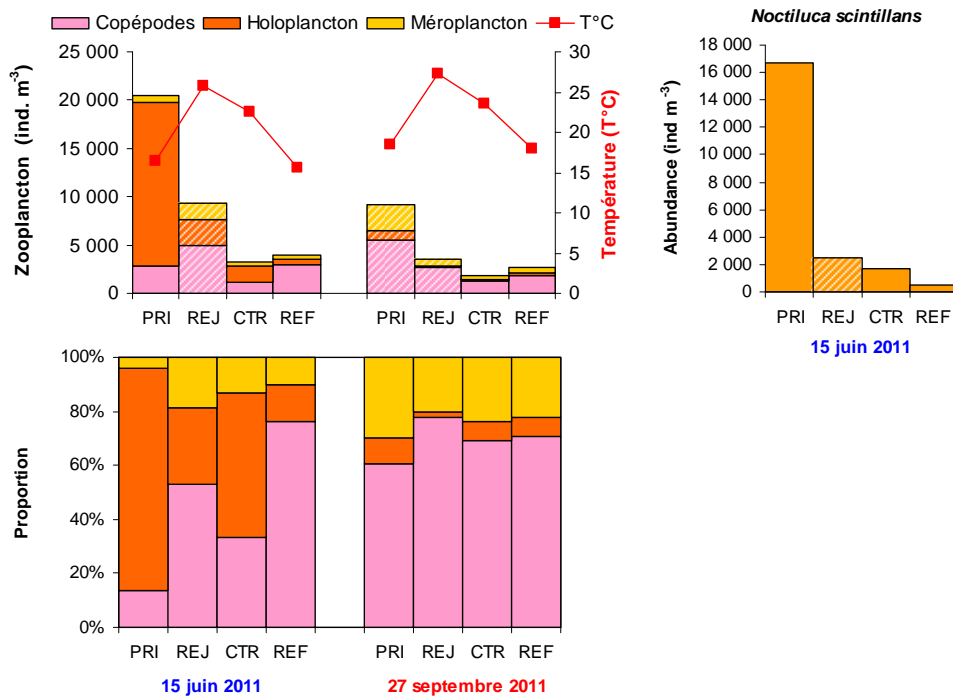 Copépodes Holoplancton Méroplancton T°C
Zooplancton (ind. m-3)
25 000
20 000
15 000
10 000
5 000
0
PRI REJ CTR REF PRI REJ CTR REF
30
25
20
15
10
5
0
Température (T°C)
Noctiluca scintillans
Abundance (ind m-3)
18 000
16 000
14 000
12 000
10 000
8 000
6 000
4 000
2 000
0
PRI REJ CTR REF
15 juin 2011
Proportion
100%
80%
60%
40%
20%
0%
PRI REJ CTR REF PRI REJ CTR REF
15 juin 2011 27 septembre 2011